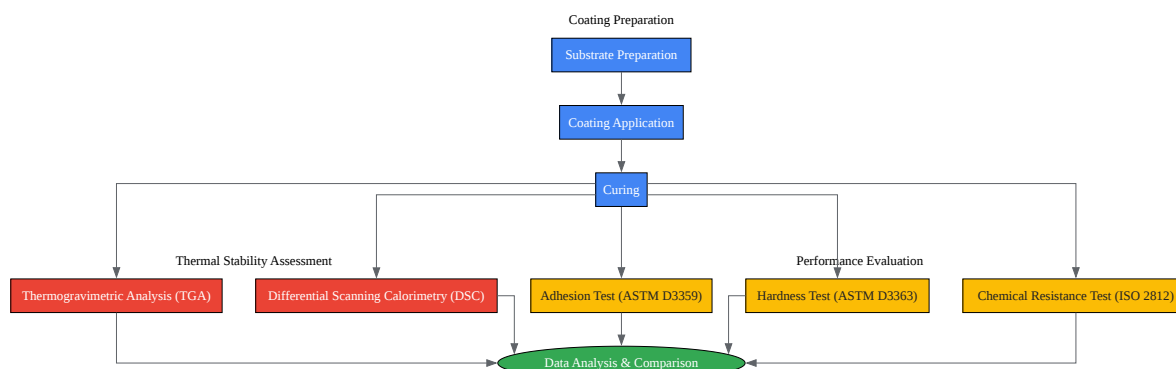 Coating Preparation
Substrate Preparation
Coating Application
Curing
Thermal Stability Assessment
Performance Evaluation
Thermogravimetric Analysis (TGA)
Differential Scanning Calorimetry (DSC)
Adhesion Test (ASTM D3359)
Hardness Test (ASTM D3363)
Chemical Resistance Test (ISO 2812)
Data Analysis & Comparison